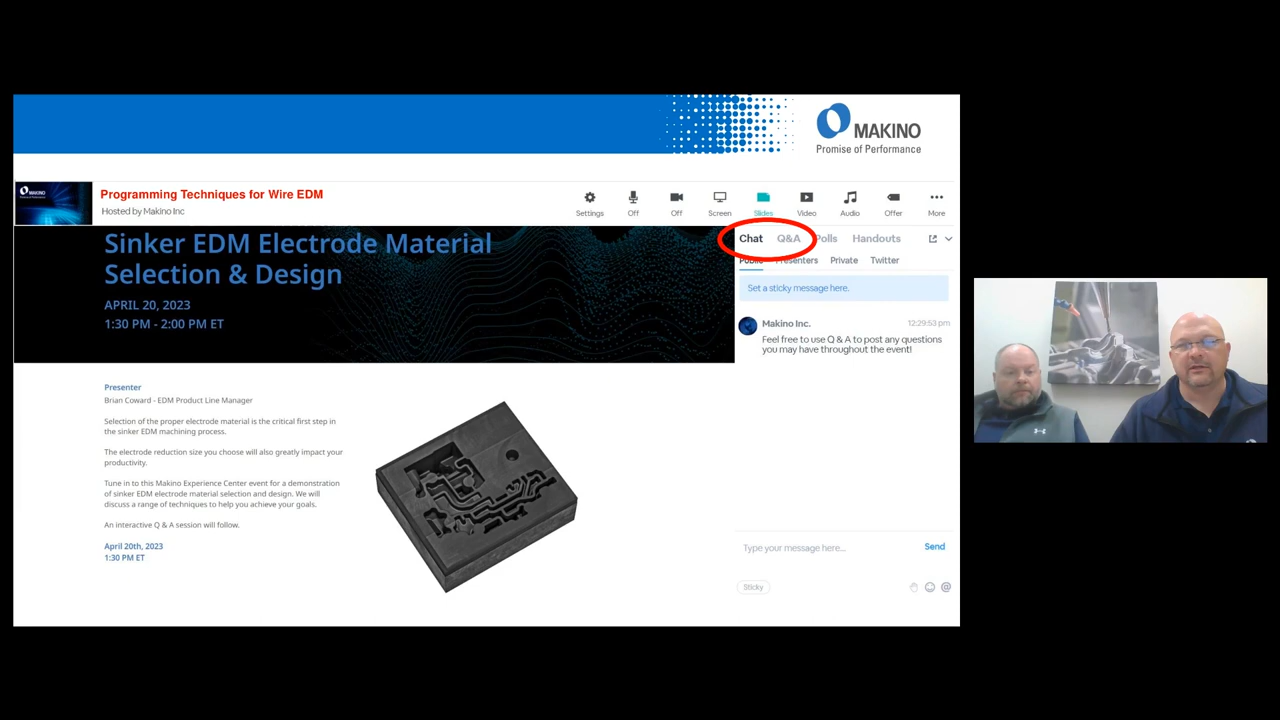 MAKINO
Promise of Performance
MAKINO
Programming Techniques for Wire EDM
Hosted by Makino Inc
Settings
Off
Off
Screen
Slides
Video
Audio
Offer
More
Sinker EDM Electrode Material
Selection & Design
APRIL 20, 2023
1:30 PM - 2:00 PM ET
Chat Q&A Polls Handouts
Public Presenters Private Twitter
Set a sticky message here.
Makino Inc. 12:29:53 pm
Feel free to use Q & A to post any questions
you may have throughout the event!
Presenter
Brian Coward - EDM Product Line Manager
Selection of the proper electrode material is the critical first step in
the sinker EDM machining process.
The electrode reduction size you choose will also greatly impact your
productivity.
Tune in to this Makino Experience Center event for a demonstration
of sinker EDM electrode material selection and design. We will
discuss a range of techniques to help you achieve your goals.
An interactive Q & A session will follow.
April 20th, 2023
1:30 PM ET
Type your message here... Send
Sticky